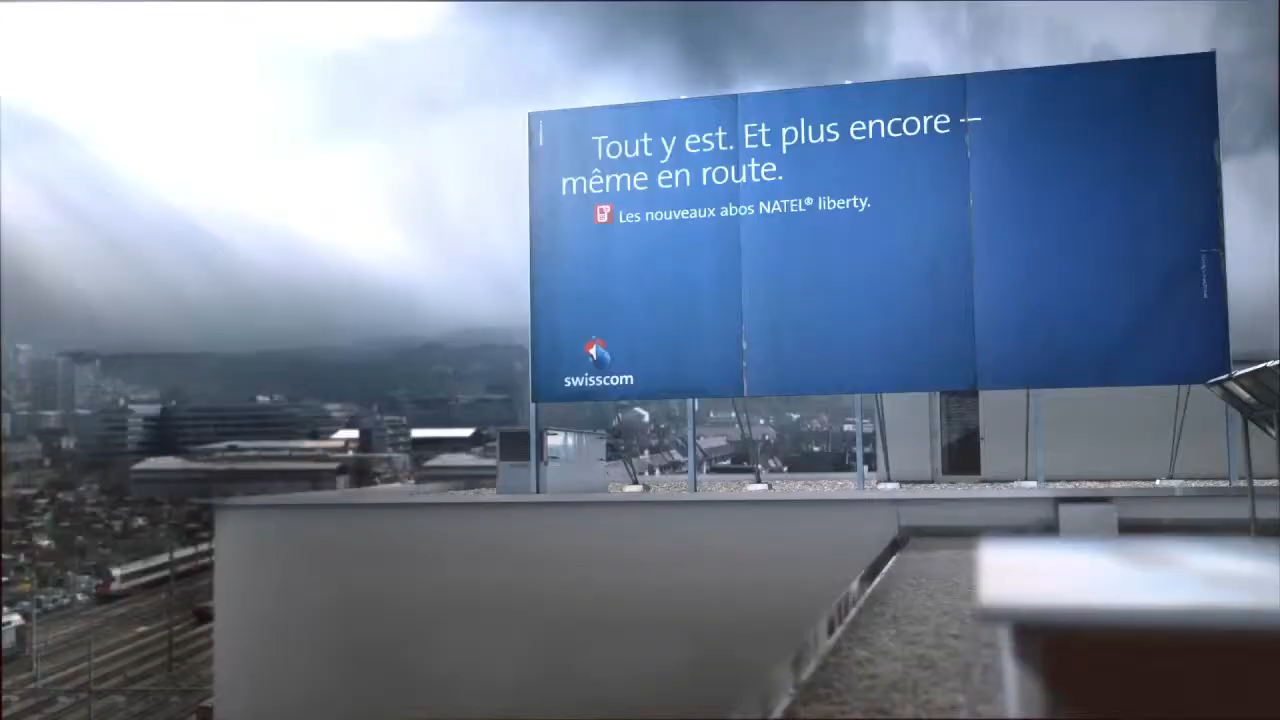 Tout y est. Et plus encore –
même en route.
Les nouveaux abos NATEL® liberty.
swisscom